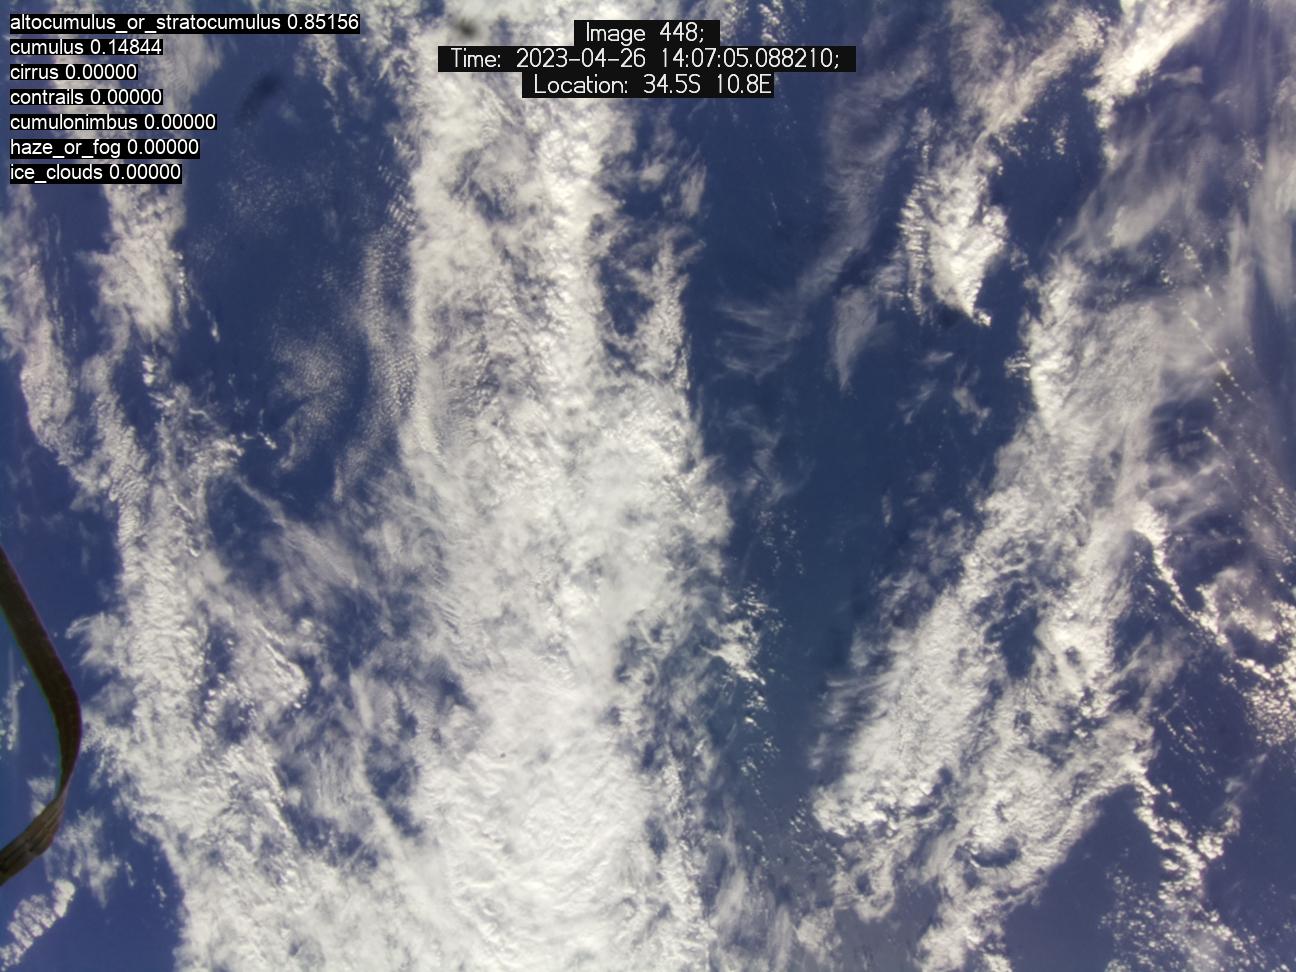 altocumulus_or_stratocumulus 0.85156
cumulus 0.14844
cirrus 0.00000
contrails 0.00000
cumulonimbus 0.00000
haze_or_fog 0.00000
ice_clouds 0.00000
Image 448;
Time: 2023-04-26 14:07:05.088210;
Location: 34.5S 10.8E